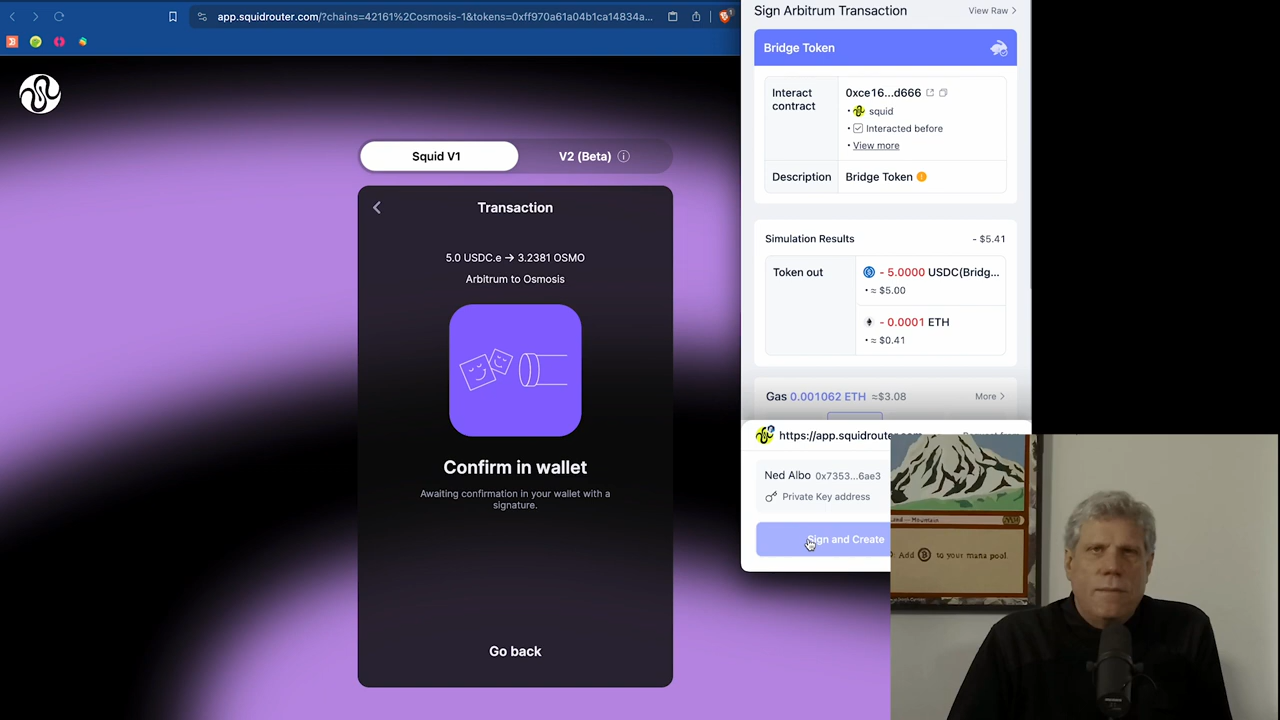 app.squidrouter.com/?chains=42161%2Cosmosis-1&tokens=0xff970a61a04b1ca14834a...
1
Squid V1
V2 (Beta)
Transaction
5.0 USDC.e → 3.2381 OSMO
Arbitrum to Osmosis
Confirm in wallet
Awaiting confirmation in your wallet with a
signature.
Go back
Sign Arbitrum Transaction
View Raw
Bridge Token
Interact
contract
0xce16...d666
squid
Interacted before
View more
Description
Bridge Token
Simulation Results
- $5.41
Token out
- 5.0000 USDC(Bridg...
≈ $5.00
- 0.0001 ETH
≈ $0.41
Gas 0.001062 ETH ≈$3.08
More
https://app.squidrouter.com
Ned Albo 0x7353...6ae3
Private Key address
Sign and Create
Mountain
: Add
to your mana pool.